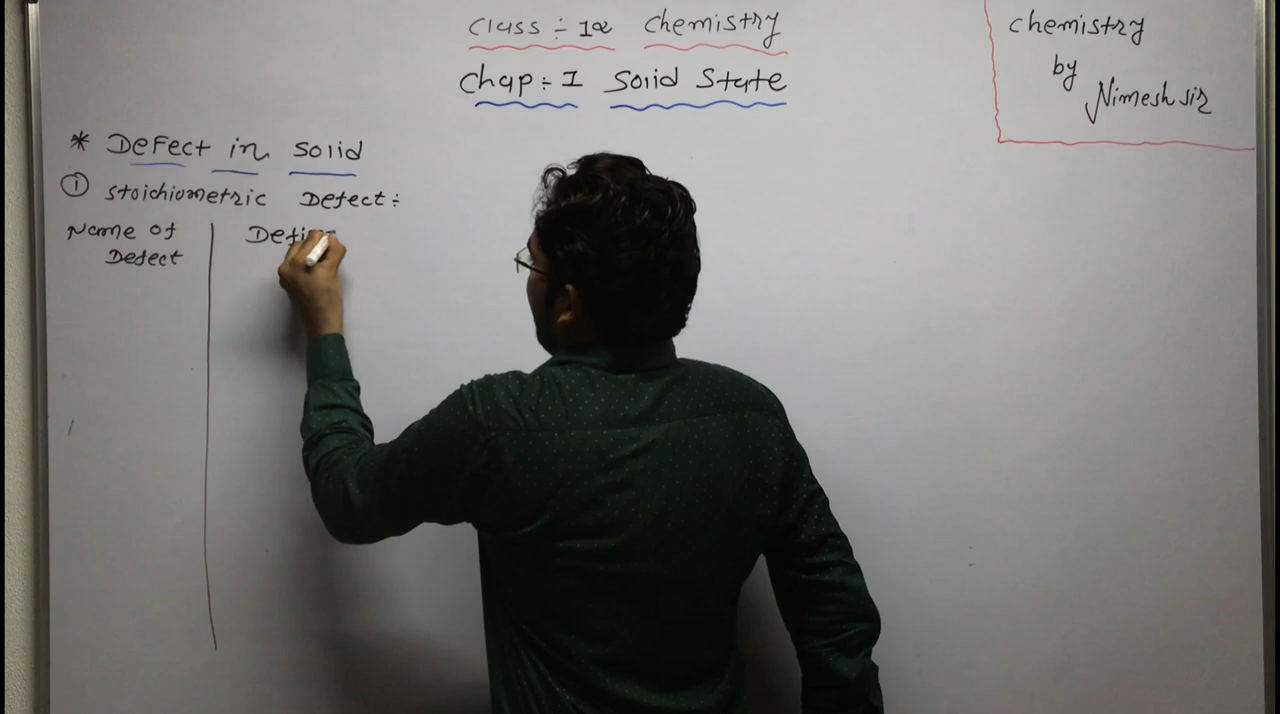 Class ÷ 12 Chemistry
Chap ÷ I Solid State
chemistry
by
Nimesh sir
* Defect in Solid
① Stoichiometric Defect ÷
Name of
Defect
Defin